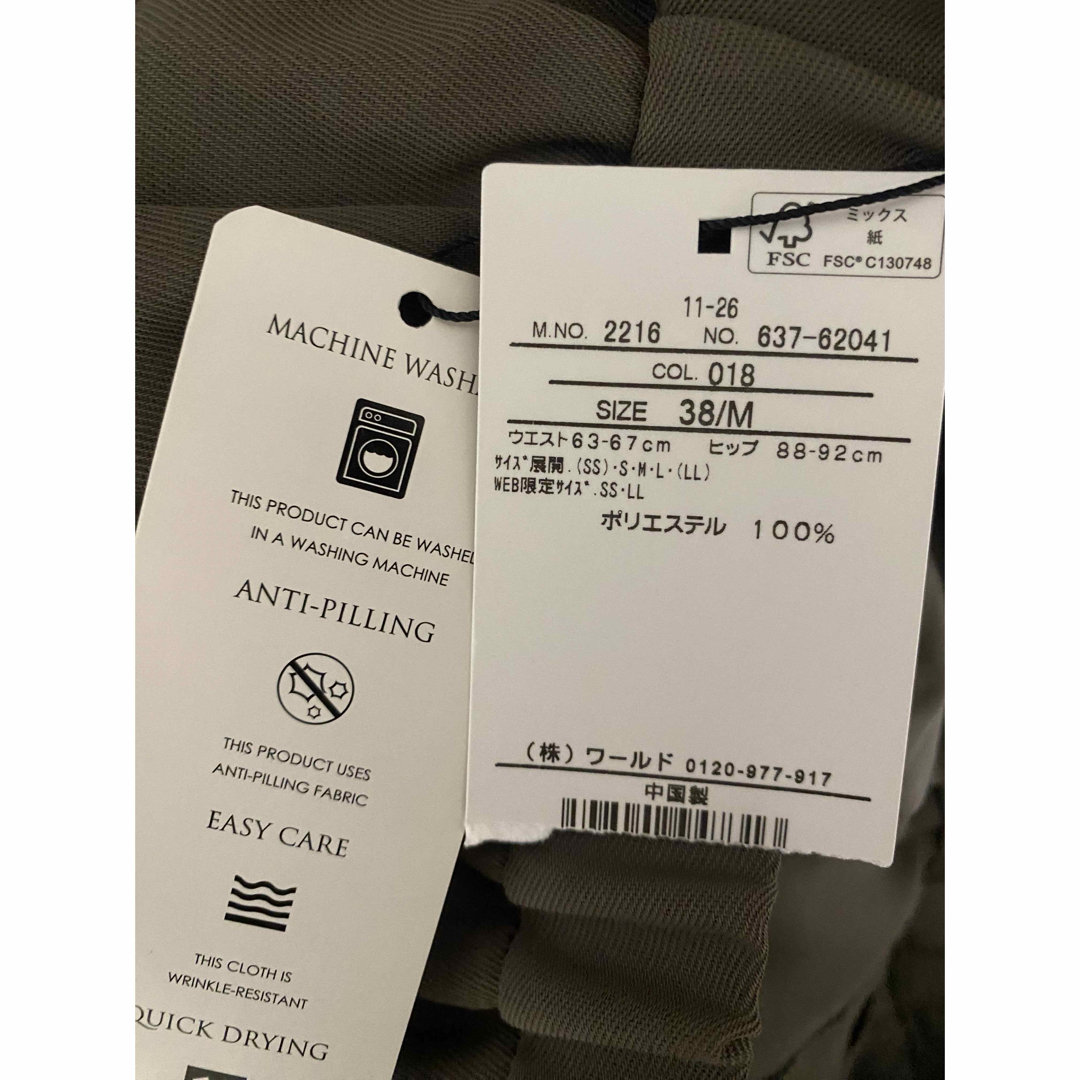 MACHINE
THIS PRODUCT CAN BE
IN A WASHING MACHINE
ANTI-PILLING
THIS PRODUCT USES
ANTI-PILLING FABRIC
EASY CARE
THIS CLOTH IS
WRINKLE-RESISTANT
QUICK DRYING
ミックス
紙
FSC FSC® C130748
11-26
M.NO. 2216 NO. 637-62041
COL. 018
SIZE 38/M
ウエスト63-67cm ヒップ 88-92cm
ｻｲｽﾞ展開.(SS)･S･M･L･(LL)
WEB限定ｻｲｽﾞ.SS･LL
ポリエステル 100%
(株)ワールド 0120-977-917
中国製